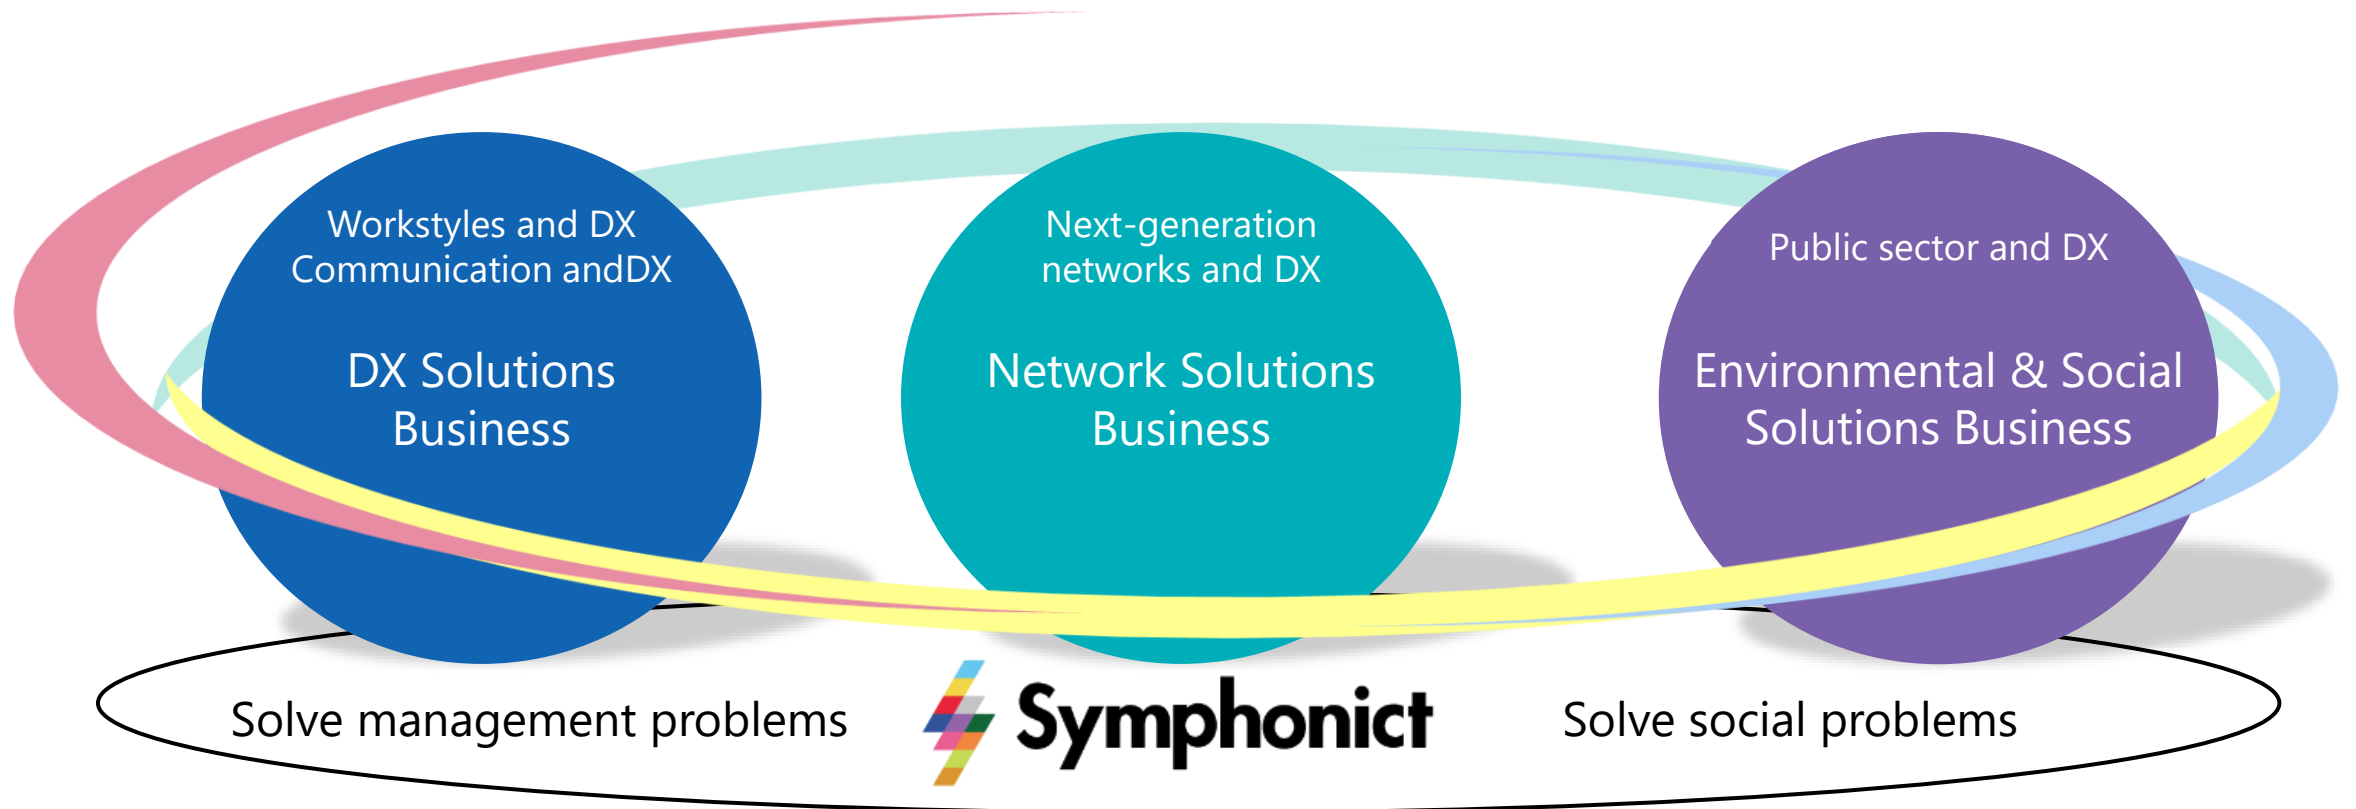 Workstyles and DX
Communication andDX
DX Solutions
Business
Next-generation
networks and DX
Network Solutions
Business
Public sector and DX
Environmental & Social
Solutions Business
Solve management problems
Symphonict
Solve social problems